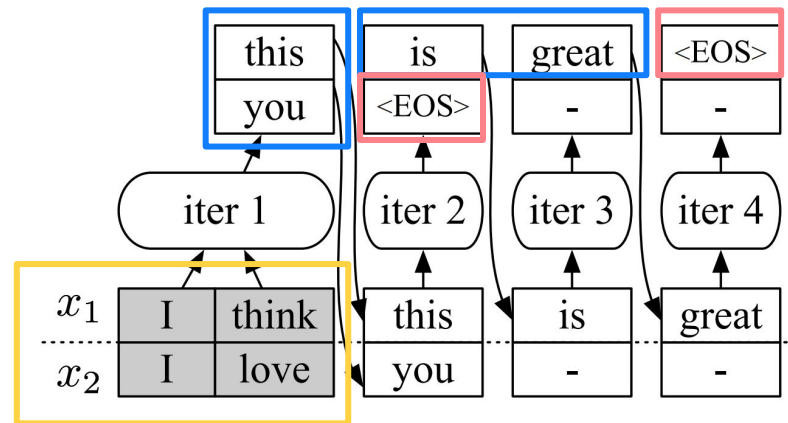 this is great <EOS>
you <EOS> - -
iter 1 iter 2 iter 3 iter 4
x₁ I think this is great
x₂ I love you - -